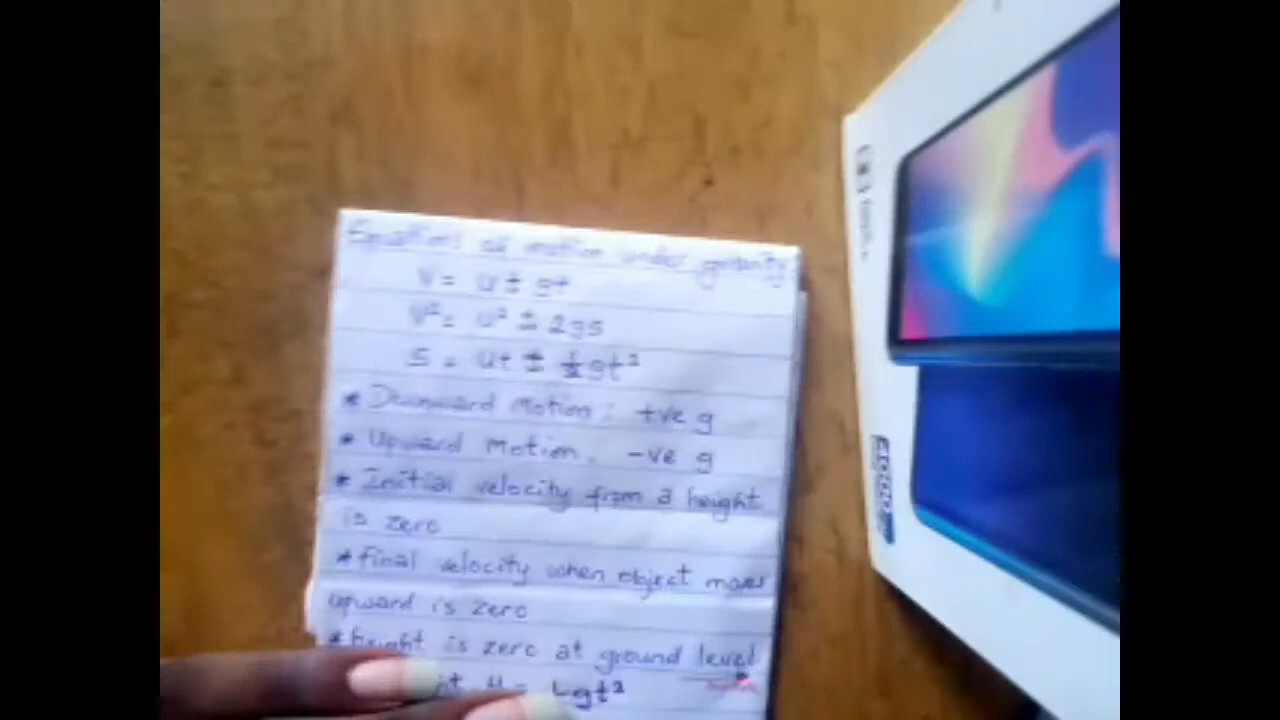 Equations of motion under gravity
V = u ± gt
V² = u² ± 2gs
S = ut ± ½gt²
* Downward Motion: +ve g
* Upward Motion. -ve g
* Initial velocity from a height
is zero
* Final velocity when object moves
upward is zero
* height is zero at ground level
H = ½gt²